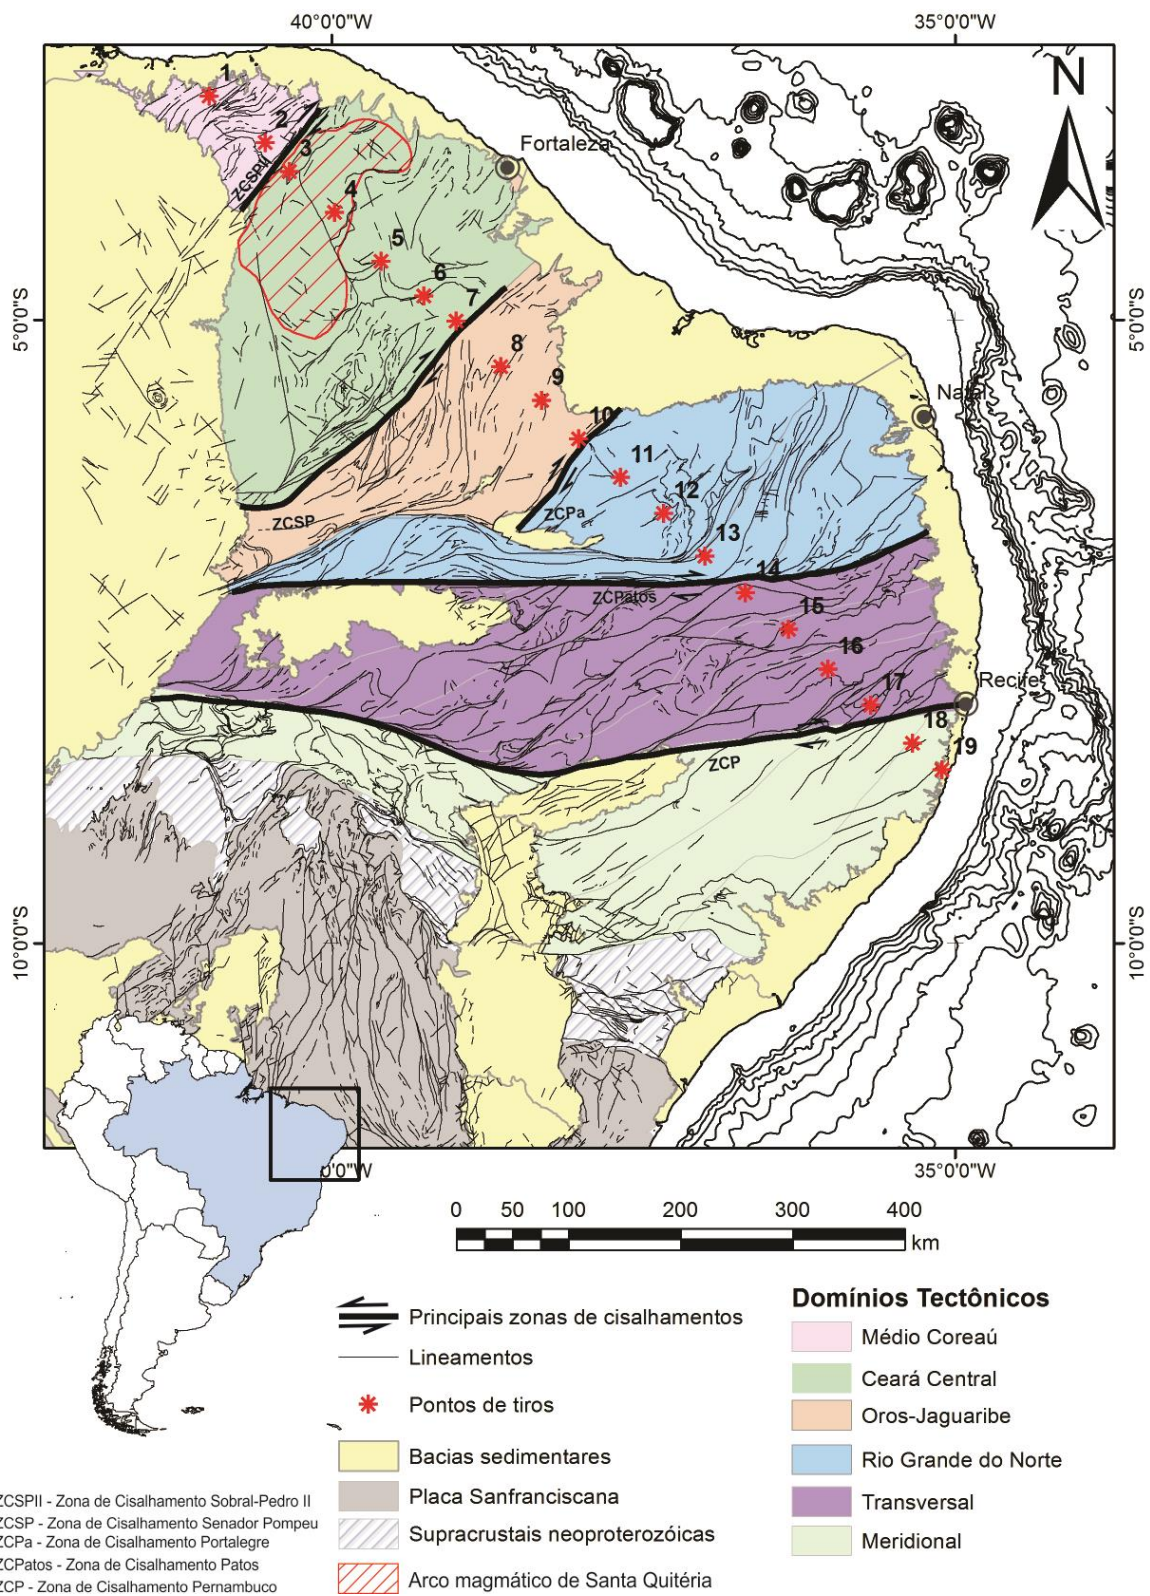 40°0'0"W
35°0'0"W
N
1
2
Fortaleza
3
ZCSPII
4
5
6
7
5°0'0"S
5°0'0"S
8
9
Natal
10
11
12
ZCPa
ZCSP
13
14
ZCPatos
15
16
17
Recife
18
19
ZCP
10°0'0"S
10°0'0"S
0'0"W
35°0'0"W
0 50 100 200 300 400
km
Principais zonas de cisalhamentos
Lineamentos
Pontos de tiros
Bacias sedimentares
Placa Sanfranciscana
Supracrustais neoproterozóicas
Arco magmático de Santa Quitéria
Domínios Tectônicos
Médio Coreaú
Ceará Central
Oros-Jaguaribe
Rio Grande do Norte
Transversal
Meridional
ZCSPII - Zona de Cisalhamento Sobral-Pedro II
ZCSP - Zona de Cisalhamento Senador Pompeu
ZCPa - Zona de Cisalhamento Portalegre
ZCPatos - Zona de Cisalhamento Patos
ZCP - Zona de Cisalhamento Pernambuco